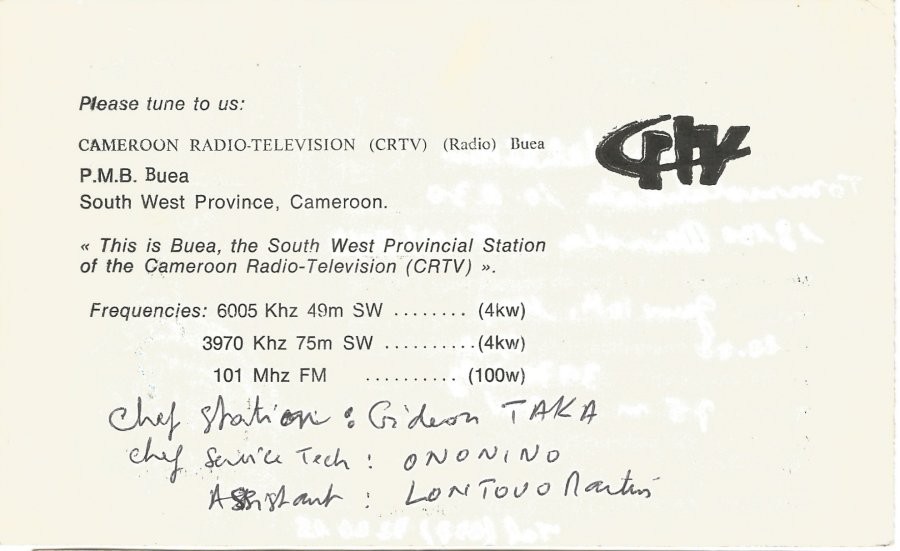 Please tune to us:
CAMEROON RADIO-TELEVISION (CRTV) (Radio) Buea
CRTV
P.M.B. Buea
South West Province, Cameroon.
« This is Buea, the South West Provincial Station
of the Cameroon Radio-Television (CRTV) ».
Frequencies: 6005 Khz 49m SW ........ (4kw)
3970 Khz 75m SW ..........(4kw)
101 Mhz FM .......... (100w)
Chef Station : Gideon TAKA
chef Service Tech : ONONINO
Assistant : LONTOUO Martin